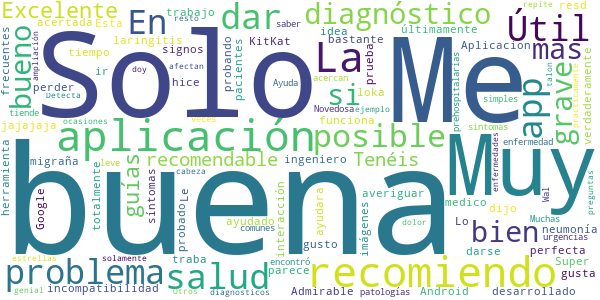 Excelente
acertada
trabajo
Esta
laringitis
ampliación
frecuentes
bueno
tiempo
signos
perder
ir
hice
tiende
jajajaja
Detecta
ocasiones
doy
afectan
veces
En
dar
saber
resto
probando
pacientes
KitKat
idea
bastante
acercan
loka
Ayuda
Novedosa
ejemplo
funciona
diagnóstico
últimamente
La
si
prueba
Aplicacion
Útil
mas
app
grave
repite
resd
verdaderamente
practicamente
talon
simples
sintomas
prehospitalarias
Solo
Me
aplicación
posible
buena
Muy
herramienta
migraña
leve
Google
totalmente
guías
síntomas
recomendable
ingeniero
Tenéis
probado
Le
cabeza
ayudado
comunes
interacción
ayudara
gusto
imágenes
averiguar
medico
dijo
dolor
Lo
enfermedades
enfermedad
Wal
Muchas
preguntas
urgencias
neumonía
bien
perfecta
darse
Super
gusta
problema
estrellas
solamente
traba
encontró
parece
salud
recomiendo
genial
incompatibilidad
otros
diagnosticos
Admirable
patologías
Android
desarrollado